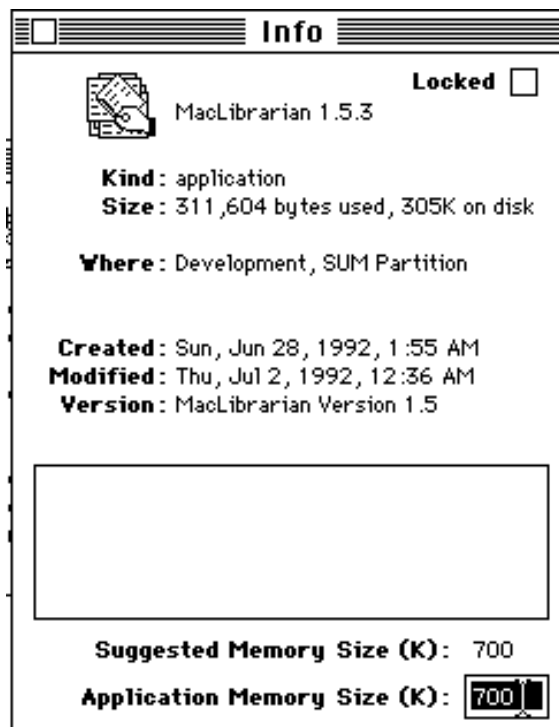 Info
Locked
MacLibrarian 1.5.3
Kind: application
Size: 311,604 bytes used, 305K on disk
Where: Development, SUM Partition
Created: Sun, Jun 28, 1992, 1:55 AM
Modified: Thu, Jul 2, 1992, 12:36 AM
Version: MacLibrarian Version 1.5
Suggested Memory Size (K): 700
Application Memory Size (K): 700